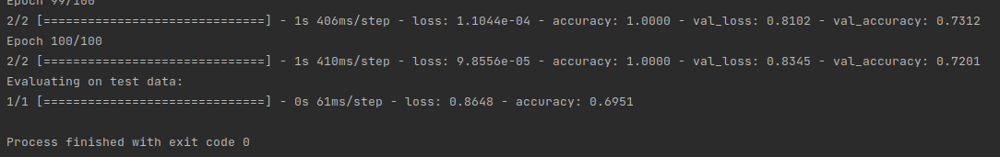 Epoch 99/100
2/2 [==============================] - 1s 406ms/step - loss: 1.1044e-04 - accuracy: 1.0000 - val_loss: 0.8102 - val_accuracy: 0.7312
Epoch 100/100
2/2 [==============================] - 1s 410ms/step - loss: 9.8556e-05 - accuracy: 1.0000 - val_loss: 0.8345 - val_accuracy: 0.7201
Evaluating on test data:
1/1 [==============================] - 0s 61ms/step - loss: 0.8648 - accuracy: 0.6951
Process finished with exit code 0